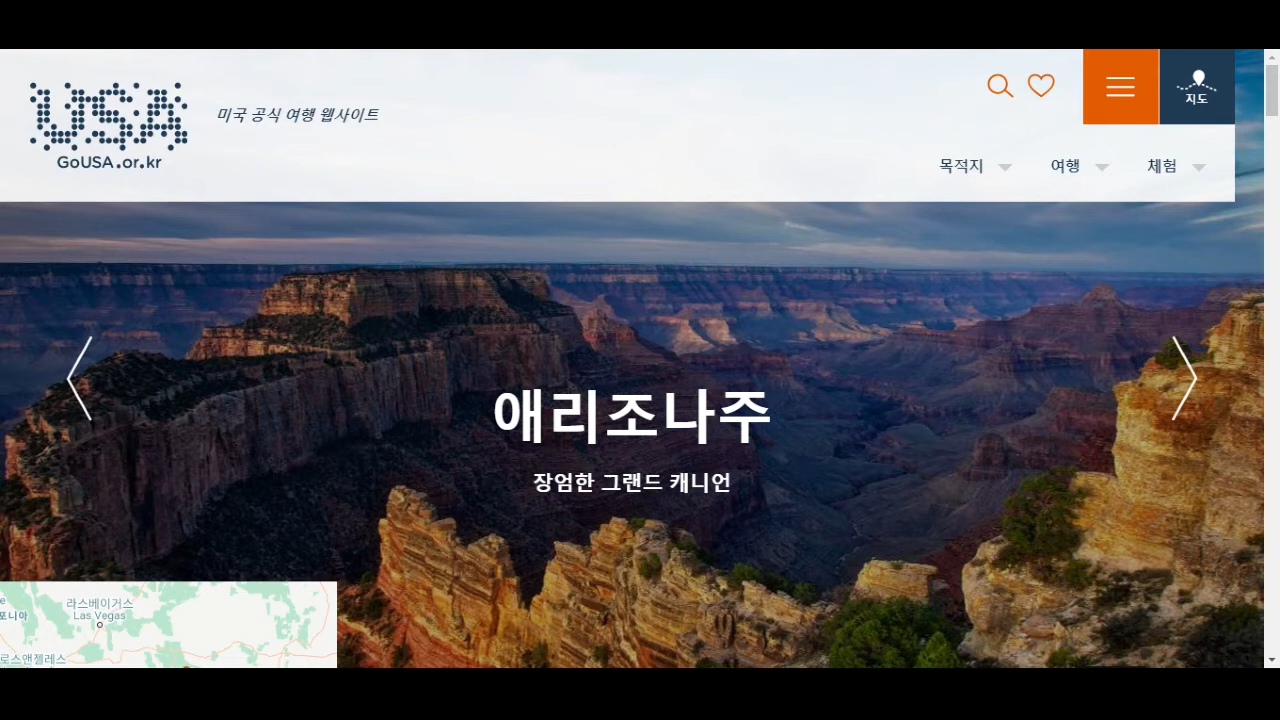 USA
GoUSA.or.kr
미국 공식 여행 웹사이트
지도
목적지
여행
체험
애리조나주
장엄한 그랜드 캐니언
라스베이거스
Las Vegas
포니아
로스앤젤레스